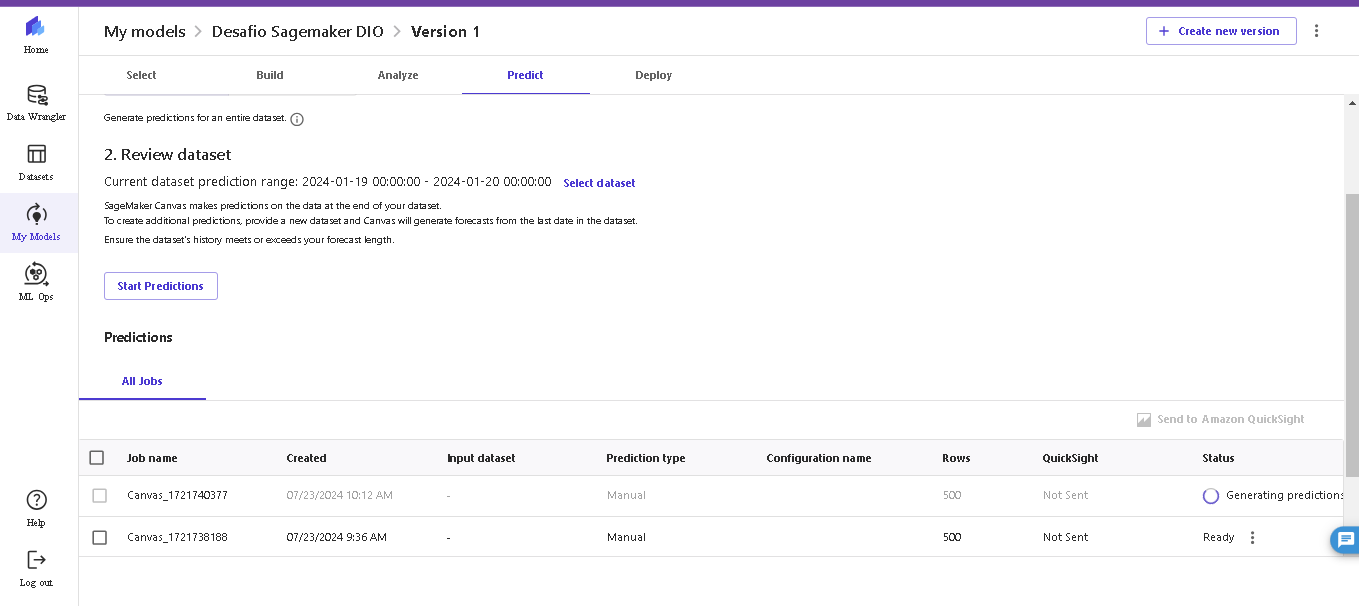 My models > Desafio Sagemaker DIO > Version 1
+ Create new version
Home
Data Wrangler
Datasets
My Models
ML Ops
Help
Log out
Select
Build
Analyze
Predict
Deploy
Generate predictions for an entire dataset.
2. Review dataset
Current dataset prediction range: 2024-01-19 00:00:00 - 2024-01-20 00:00:00 Select dataset
SageMaker Canvas makes predictions on the data at the end of your dataset.
To create additional predictions, provide a new dataset and Canvas will generate forecasts from the last date in the dataset.
Ensure the dataset's history meets or exceeds your forecast length.
Start Predictions
Predictions
All Jobs
Send to Amazon QuickSight
Job name Created Input dataset Prediction type Configuration name Rows QuickSight Status
Canvas_1721740377 07/23/2024 10:12 AM - Manual 500 Not Sent Generating predictions
Canvas_1721738188 07/23/2024 9:36 AM - Manual 500 Not Sent Ready